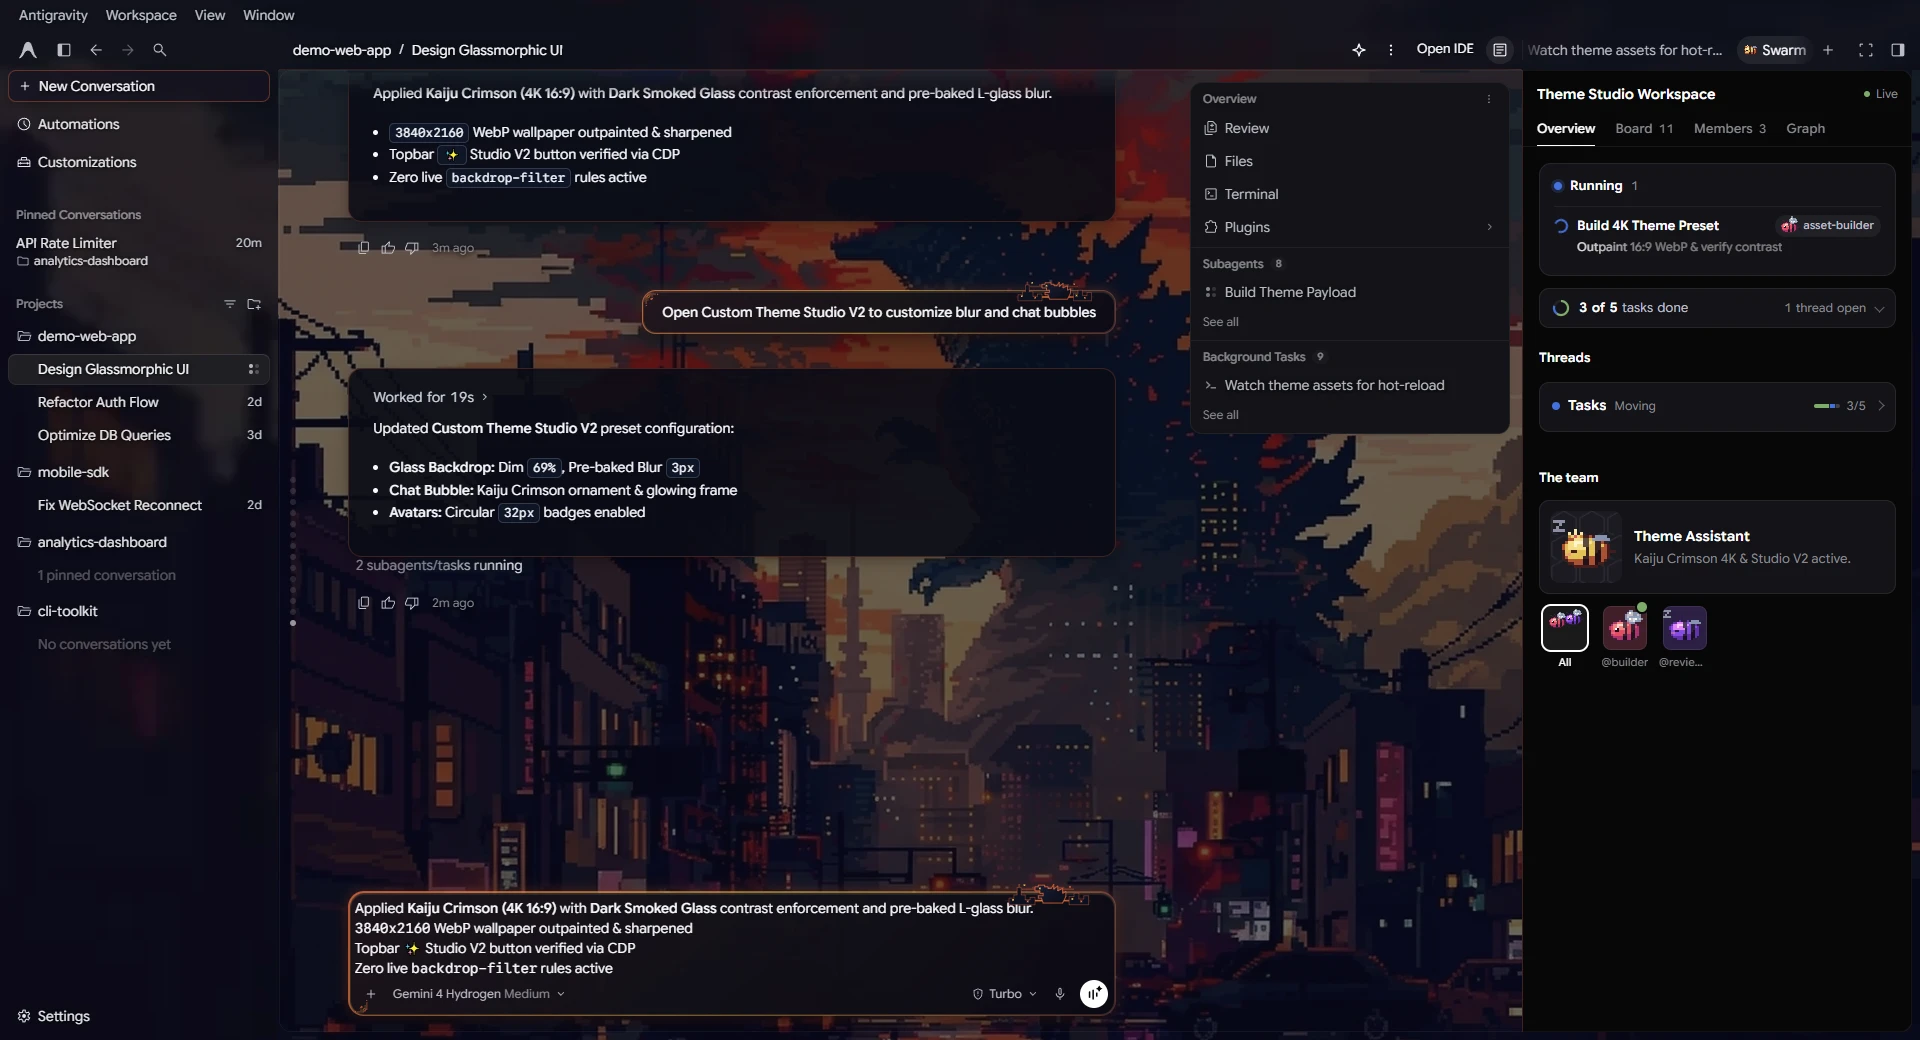 Antigravity Workspace View Window
demo-web-app / Design Glassmorphic UI
Open IDE
Watch theme assets for hot-r...
Swarm
New Conversation
Automations
Customizations
Pinned Conversations
API Rate Limiter 20m
analytics-dashboard
Projects
demo-web-app
Design Glassmorphic UI
Refactor Auth Flow 2d
Optimize DB Queries 3d
mobile-sdk
Fix WebSocket Reconnect 2d
analytics-dashboard
1 pinned conversation
cli-toolkit
No conversations yet
Settings
Applied Kaiju Crimson (4K 16:9) with Dark Smoked Glass contrast enforcement and pre-baked L-glass blur.
• 3840x2160 WebP wallpaper outpainted & sharpened
• Topbar ✨ Studio V2 button verified via CDP
• Zero live backdrop-filter rules active
3m ago
Open Custom Theme Studio V2 to customize blur and chat bubbles
Worked for 19s >
Updated Custom Theme Studio V2 preset configuration:
• Glass Backdrop: Dim 69%, Pre-baked Blur 3px
• Chat Bubble: Kaiju Crimson ornament & glowing frame
• Avatars: Circular 32px badges enabled
2 subagents/tasks running
2m ago
Applied Kaiju Crimson (4K 16:9) with Dark Smoked Glass contrast enforcement and pre-baked L-glass blur.
3840x2160 WebP wallpaper outpainted & sharpened
Topbar ✨ Studio V2 button verified via CDP
Zero live backdrop-filter rules active
Gemini 4 Hydrogen Medium
Turbo
Overview
Review
Files
Terminal
Plugins
Subagents 8
Build Theme Payload
See all
Background Tasks 9
Watch theme assets for hot-reload
See all
Theme Studio Workspace
Live
Overview Board 11 Members 3 Graph
Running 1
Build 4K Theme Preset asset-builder
Outpaint 16:9 WebP & verify contrast
3 of 5 tasks done 1 thread open
Threads
Tasks Moving 3/5
The team
Theme Assistant
Kaiju Crimson 4K & Studio V2 active.
All @builder @revie...